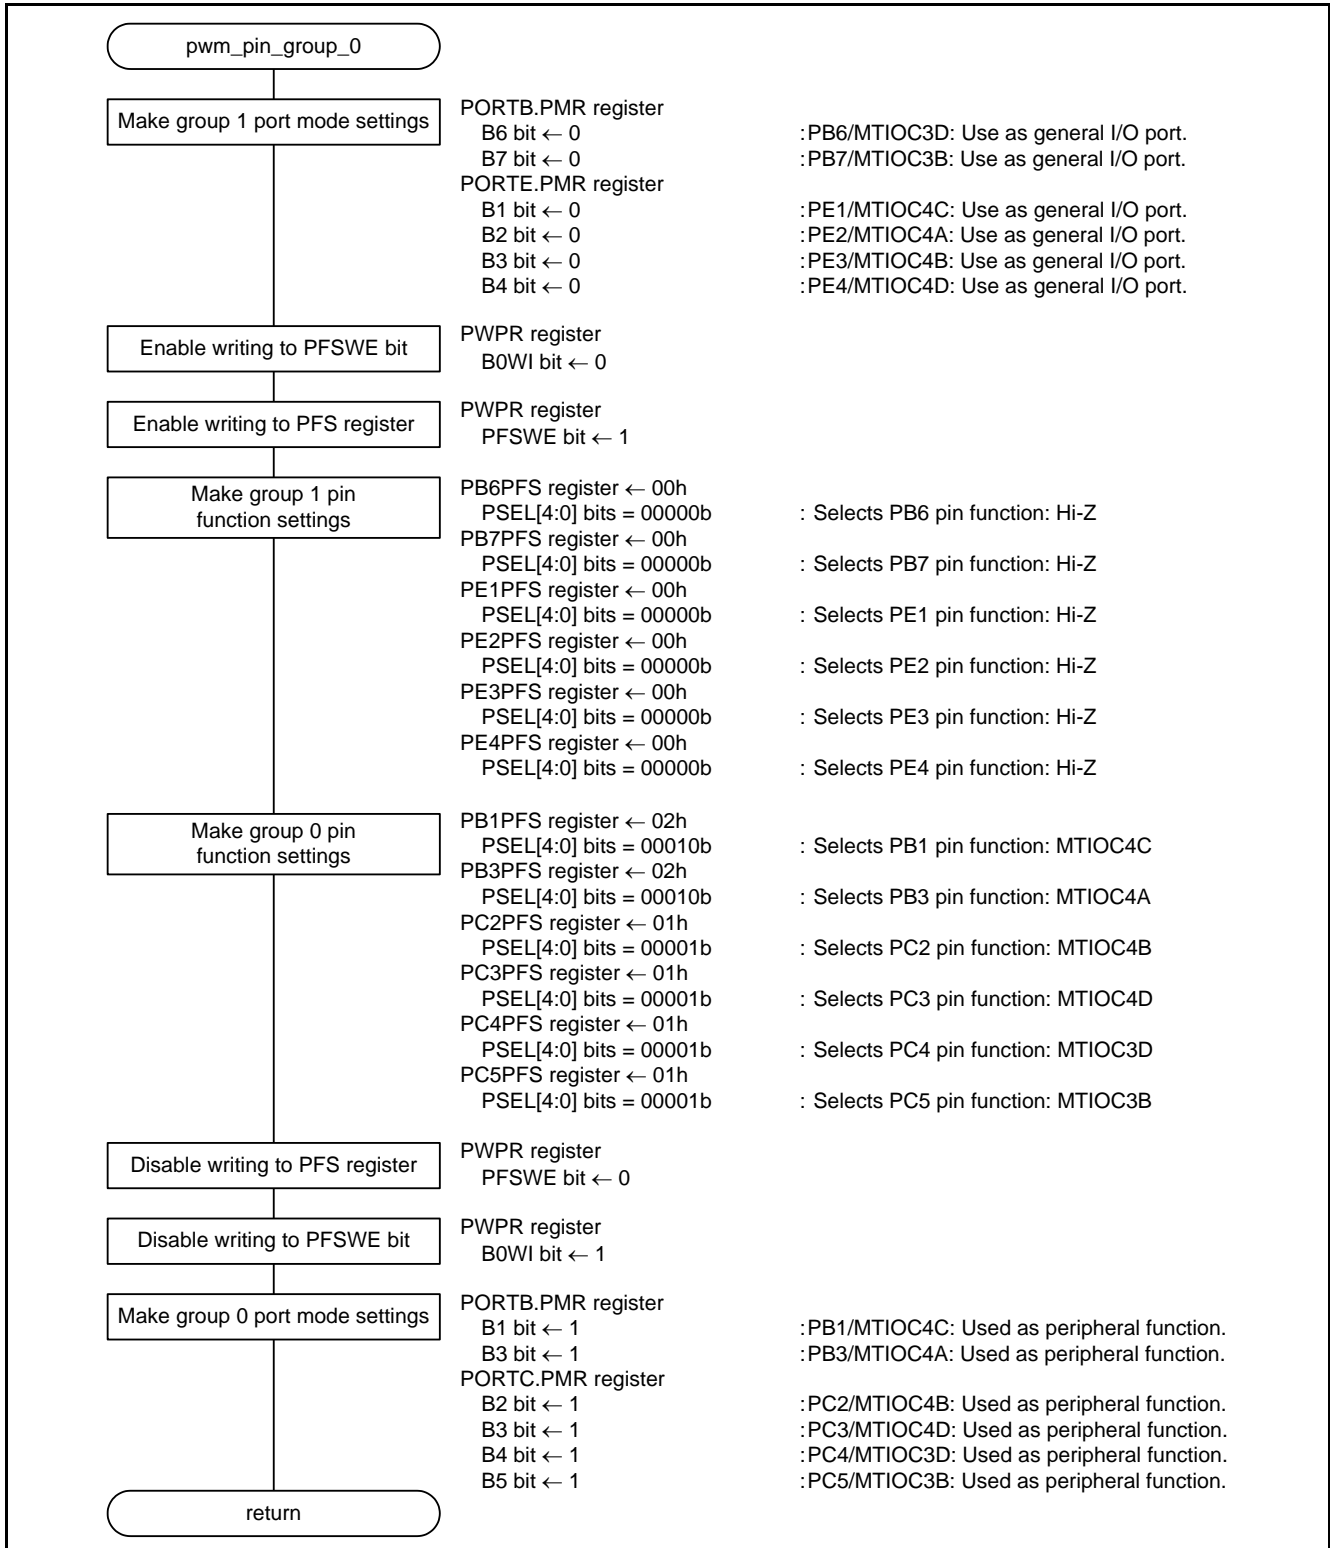 pwm_pin_group_0
Make group 1 port mode settings
PORTB.PMR register
B6 bit ← 0 :PB6/MTIOC3D: Use as general I/O port.
B7 bit ← 0 :PB7/MTIOC3B: Use as general I/O port.
PORTE.PMR register
B1 bit ← 0 :PE1/MTIOC4C: Use as general I/O port.
B2 bit ← 0 :PE2/MTIOC4A: Use as general I/O port.
B3 bit ← 0 :PE3/MTIOC4B: Use as general I/O port.
B4 bit ← 0 :PE4/MTIOC4D: Use as general I/O port.
Enable writing to PFSWE bit
PWPR register
B0WI bit ← 0
Enable writing to PFS register
PWPR register
PFSWE bit ← 1
Make group 1 pin
function settings
PB6PFS register ← 00h
PSEL[4:0] bits = 00000b : Selects PB6 pin function: Hi-Z
PB7PFS register ← 00h
PSEL[4:0] bits = 00000b : Selects PB7 pin function: Hi-Z
PE1PFS register ← 00h
PSEL[4:0] bits = 00000b : Selects PE1 pin function: Hi-Z
PE2PFS register ← 00h
PSEL[4:0] bits = 00000b : Selects PE2 pin function: Hi-Z
PE3PFS register ← 00h
PSEL[4:0] bits = 00000b : Selects PE3 pin function: Hi-Z
PE4PFS register ← 00h
PSEL[4:0] bits = 00000b : Selects PE4 pin function: Hi-Z
Make group 0 pin
function settings
PB1PFS register ← 02h
PSEL[4:0] bits = 00010b : Selects PB1 pin function: MTIOC4C
PB3PFS register ← 02h
PSEL[4:0] bits = 00010b : Selects PB3 pin function: MTIOC4A
PC2PFS register ← 01h
PSEL[4:0] bits = 00001b : Selects PC2 pin function: MTIOC4B
PC3PFS register ← 01h
PSEL[4:0] bits = 00001b : Selects PC3 pin function: MTIOC4D
PC4PFS register ← 01h
PSEL[4:0] bits = 00001b : Selects PC4 pin function: MTIOC3D
PC5PFS register ← 01h
PSEL[4:0] bits = 00001b : Selects PC5 pin function: MTIOC3B
Disable writing to PFS register
PWPR register
PFSWE bit ← 0
Disable writing to PFSWE bit
PWPR register
B0WI bit ← 1
Make group 0 port mode settings
PORTB.PMR register
B1 bit ← 1 :PB1/MTIOC4C: Used as peripheral function.
B3 bit ← 1 :PB3/MTIOC4A: Used as peripheral function.
PORTC.PMR register
B2 bit ← 1 :PC2/MTIOC4B: Used as peripheral function.
B3 bit ← 1 :PC3/MTIOC4D: Used as peripheral function.
B4 bit ← 1 :PC4/MTIOC3D: Used as peripheral function.
B5 bit ← 1 :PC5/MTIOC3B: Used as peripheral function.
return